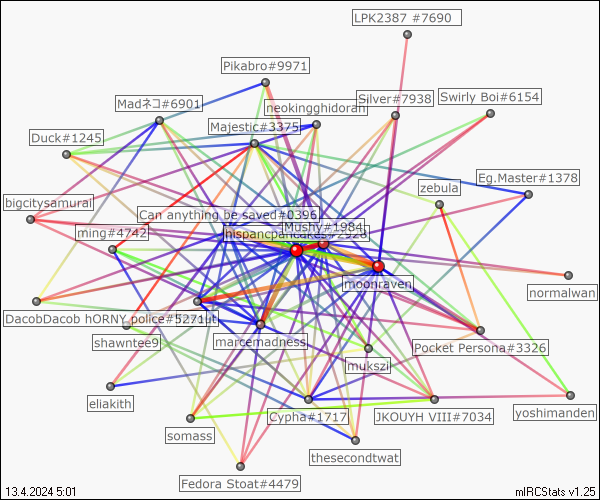 LPK2387 #7690
Pikabro#9971
Madネコ#6901
neokingghidorah
Silver#7938
Swirly Boi#6154
Majestic#3375
Duck#1245
zebula
Eg.Master#1378
bigcitysamurai
Can anything be saved#0396
Mushy#1984
ming#4742
moonraven
normalwan
DacobDacob hORNY police#5271
shawntee9
marcemadness
Pocket Persona#3326
mukszi
eliakith
Cypha#1717
JKOUYH VIII#7034
yoshimanden
somass
thesecondtwat
Fedora Stoat#4479
13.4.2024 5:01
mIRCStats v1.25